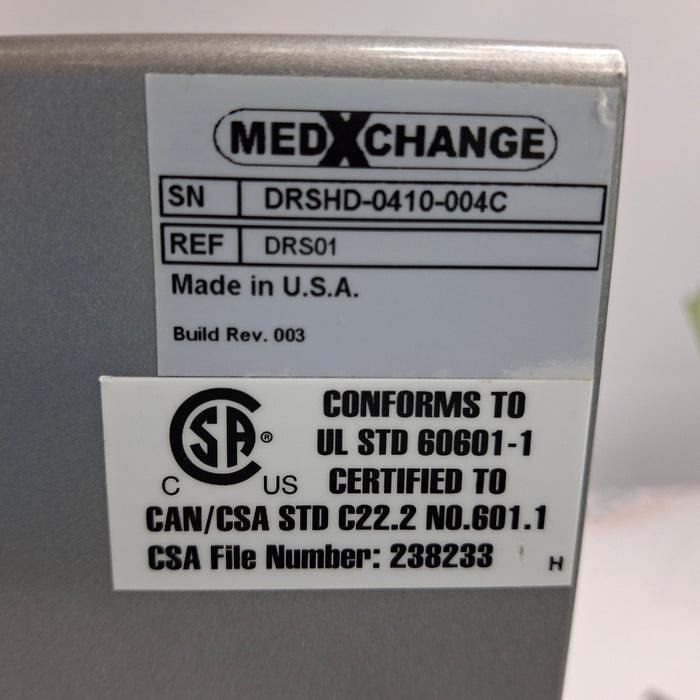 MEDXCHANGE
SN DRSHD-0410-004C
REF DRS01
Made in U.S.A.
Build Rev. 003
CSA® CONFORMS TO
UL STD 60601-1
C US CERTIFIED TO
CAN/CSA STD C22.2 NO.601.1
CSA File Number: 238233 H